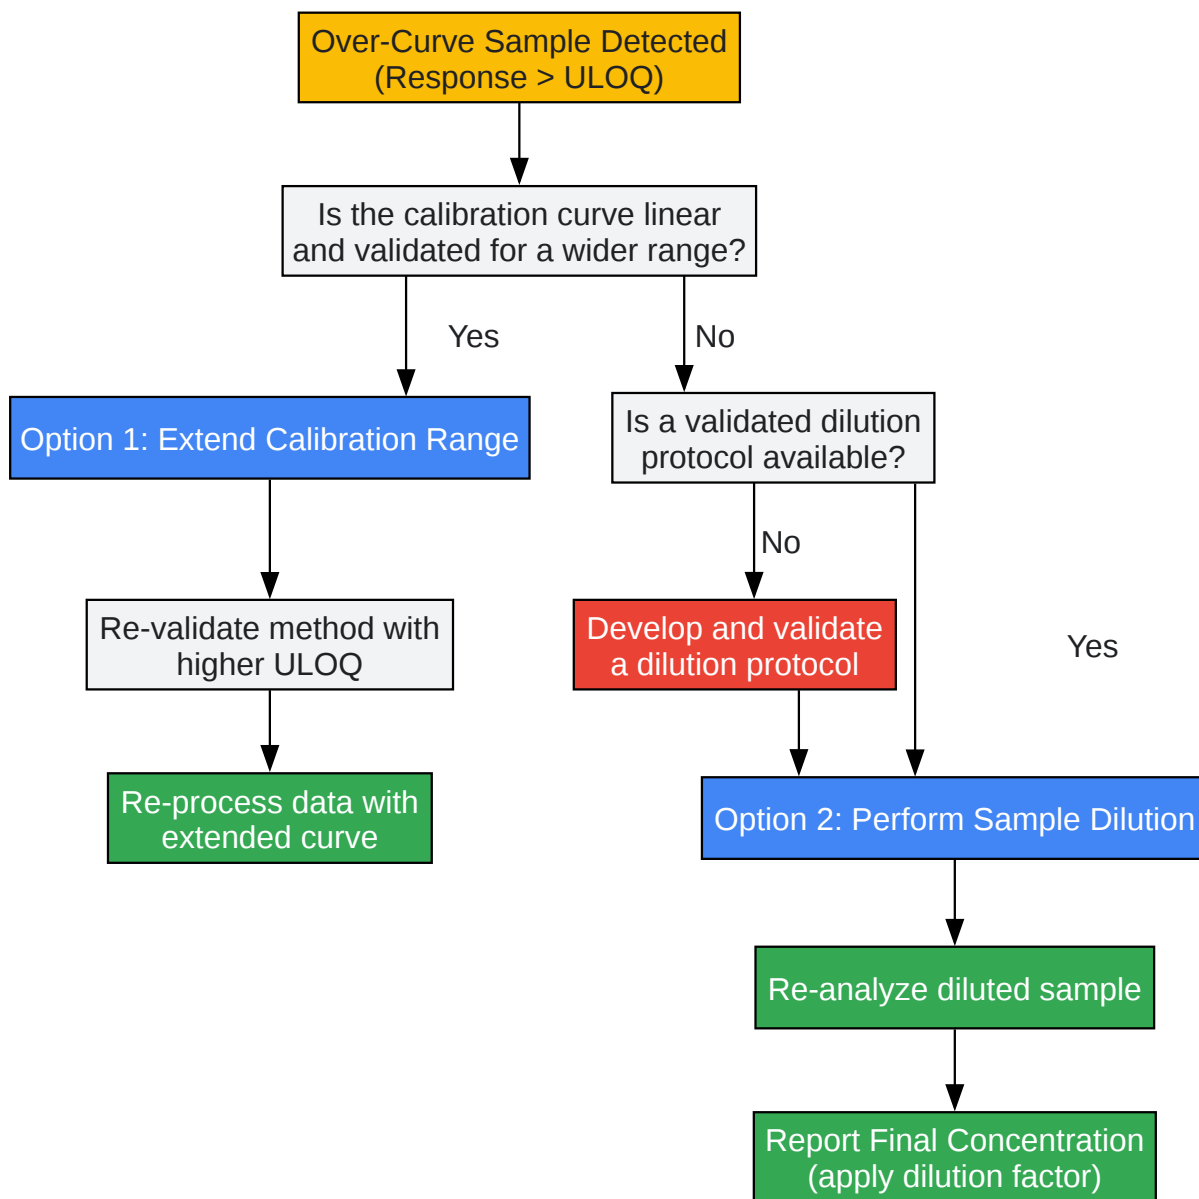 Over-Curve Sample Detected
(Response > ULOQ)
Is the calibration curve linear
and validated for a wider range?
Yes
No
Option 1: Extend Calibration Range
Is a validated dilution
protocol available?
No
Re-validate method with
higher ULOQ
Develop and validate
a dilution protocol
Yes
Re-process data with
extended curve
Option 2: Perform Sample Dilution
Re-analyze diluted sample
Report Final Concentration
(apply dilution factor)